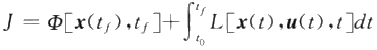 J = Φ[x(t_f), t_f] + ∫_{t_0}^{t_f} L[x(t), u(t), t]dt